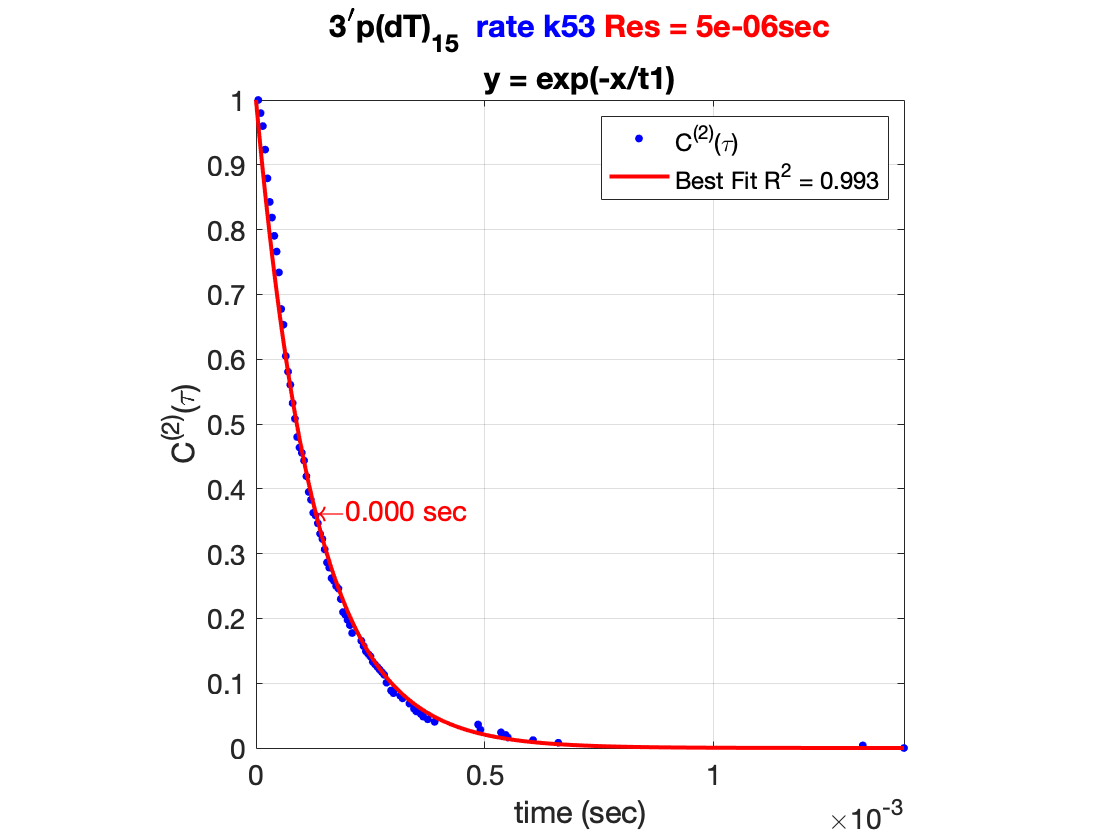 3′p(dT)₁₅ rate k53 Res = 5e-06sec
y = exp(-x/t1)
C⁽²⁾(τ)
Best Fit R² = 0.993
1
0.9
0.8
0.7
0.6
0.5
0.4
0.3
0.2
0.1
0
C⁽²⁾(τ)
←0.000 sec
0
0.5
1
time (sec)
×10⁻³